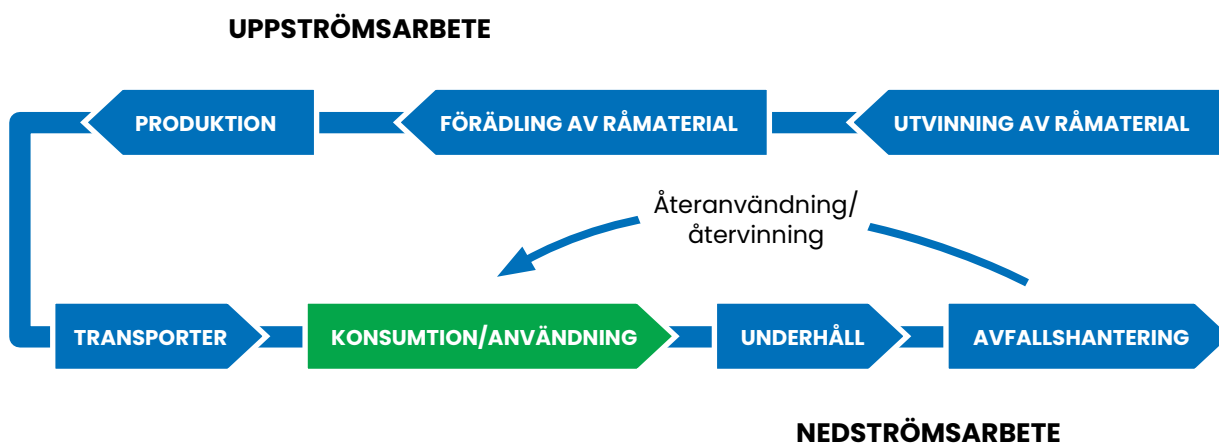 UPPSTRÖMSARBETE
PRODUKTION
FÖRÄDLING AV RÅMATERIAL
UTVINNING AV RÅMATERIAL
Återanvändning/
återvinning
TRANSPORTER
KONSUMTION/ANVÄNDNING
UNDERHÅLL
AVFALLSHANTERING
NEDSTRÖMSARBETE